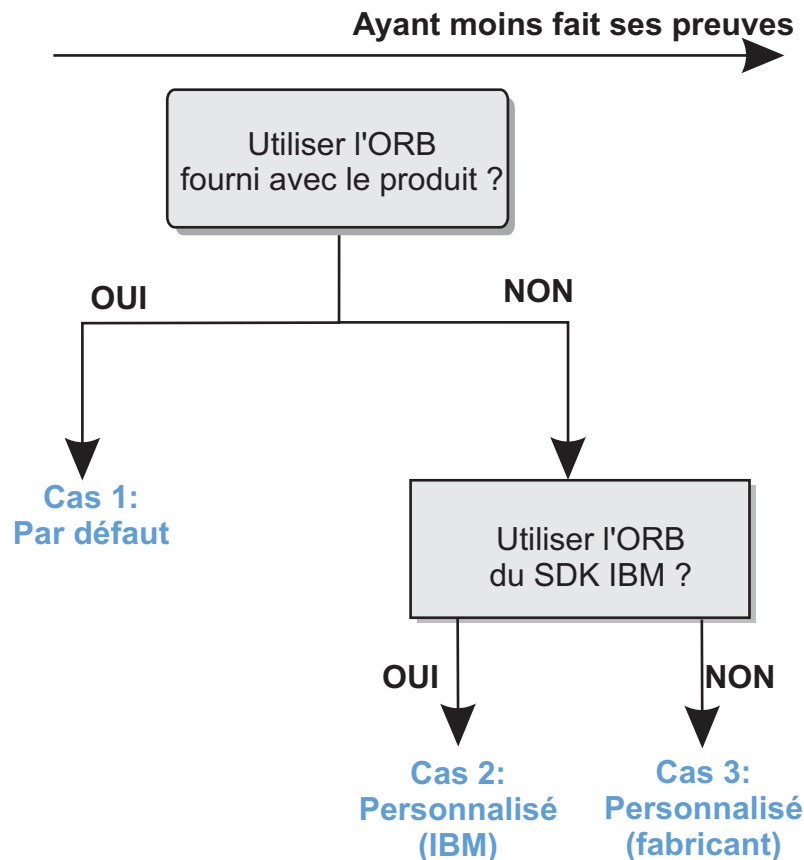 Ayant moins fait ses preuves
Utiliser l'ORB
fourni avec le produit ?
OUI
NON
Cas 1:
Par défaut
Utiliser l'ORB
du SDK IBM ?
OUI
NON
Cas 2:
Personnalisé
(IBM)
Cas 3:
Personnalisé
(fabricant)